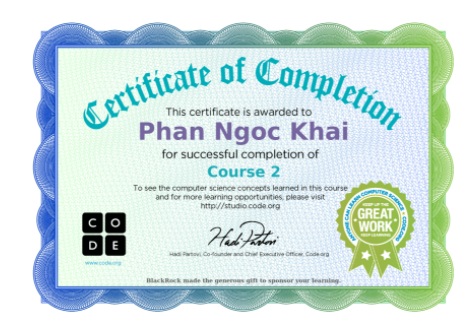 Certificate of Completion
This certificate is awarded to
Phan Ngoc Khai
for successful completion of
Course 2
To see the computer science concepts learned in this course
and for more learning opportunities, please visit
http://studio.code.org
C O
D E
www.code.org
Hadi Partovi
Hadi Partovi, Co-founder and Chief Executive Officer, Code.org
ANYONE CAN LEARN COMPUTER SCIENCE
KEEP UP THE
GREAT
WORK
BlackRock made the generous gift to sponsor your learning.